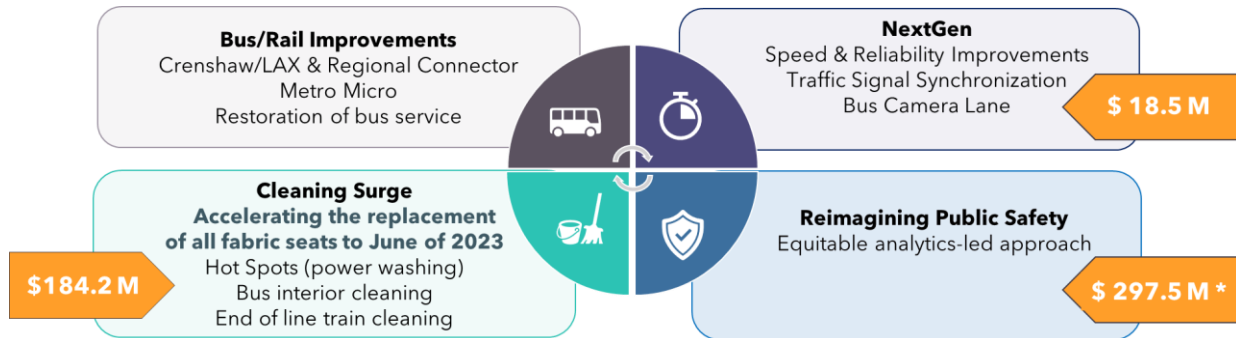 Bus/Rail Improvements
Crenshaw/LAX & Regional Connector
Metro Micro
Restoration of bus service
NextGen
Speed & Reliability Improvements
Traffic Signal Synchronization
Bus Camera Lane
$ 18.5 M
Cleaning Surge
Accelerating the replacement
of all fabric seats to June of 2023
Hot Spots (power washing)
Bus interior cleaning
End of line train cleaning
$184.2 M
Reimagining Public Safety
Equitable analytics-led approach
$ 297.5 M *